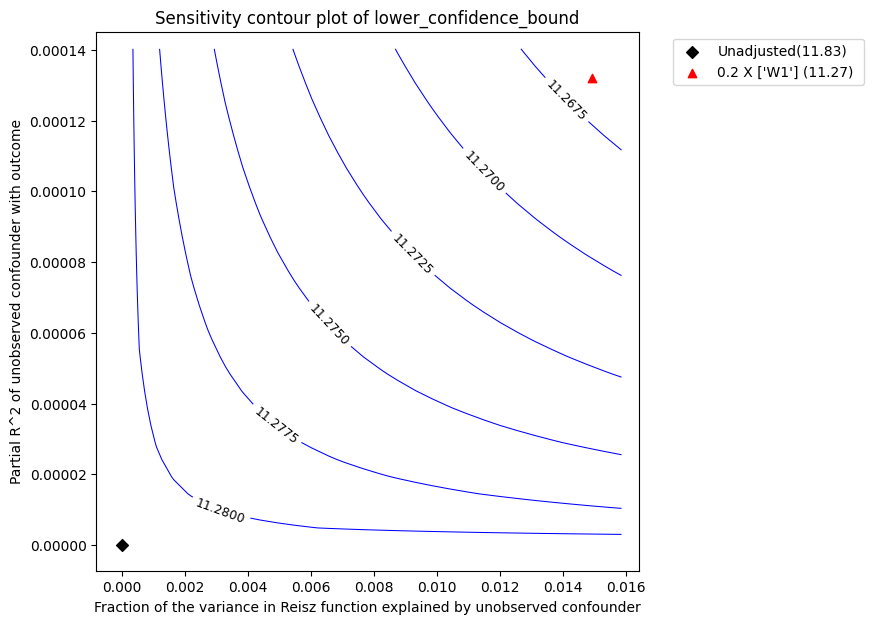 Sensitivity contour plot of lower_confidence_bound
Unadjusted(11.83)
0.2 X ['W1'] (11.27)
Partial R^2 of unobserved confounder with outcome
0.00014
0.00012
0.00010
0.00008
0.00006
0.00004
0.00002
0.00000
11.2675
11.2700
11.2725
11.2750
11.2775
11.2800
0.000 0.002 0.004 0.006 0.008 0.010 0.012 0.014 0.016
Fraction of the variance in Reisz function explained by unobserved confounder